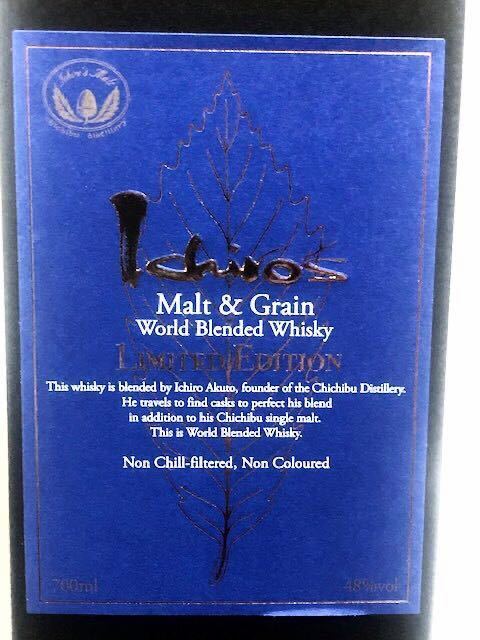 Ichiro's Malt
Chichibu distillery
Ichiro's
Malt & Grain
World Blended Whisky
LIMITED EDITION
This whisky is blended by Ichiro Akuto, founder of the Chichibu Distillery.
He travels to find casks to perfect his blend
in addition to his Chichibu single malt.
This is World Blended Whisky.
Non Chill-filtered, Non Coloured
700ml
48%vol